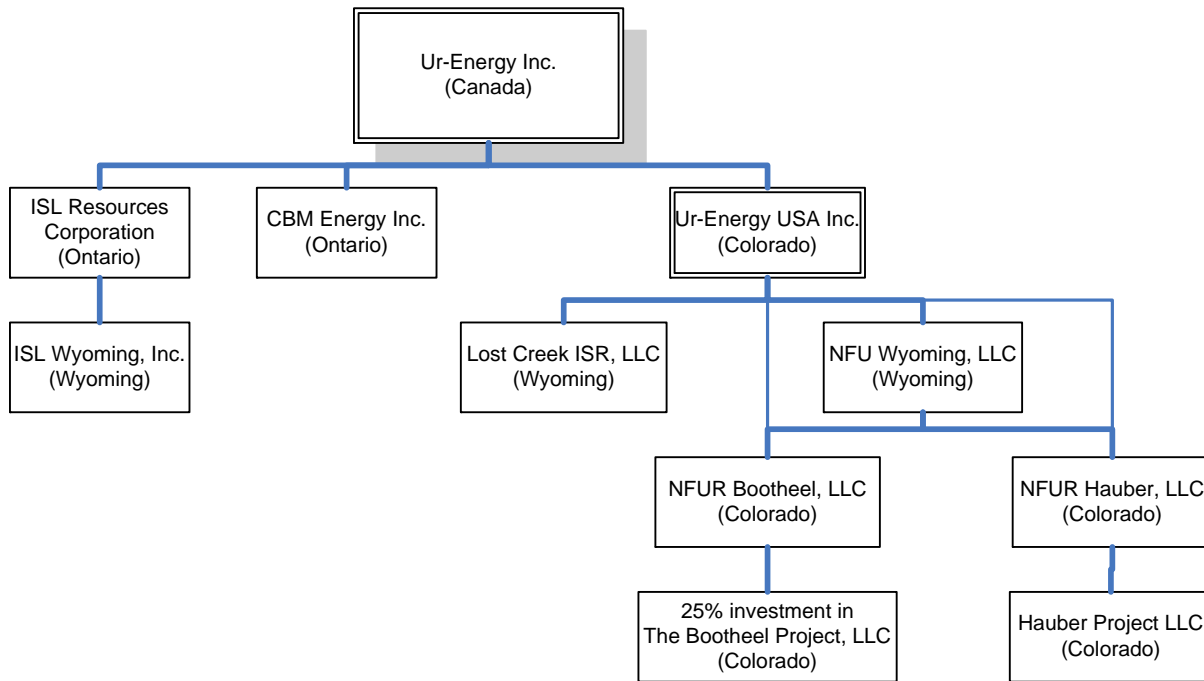 Ur-Energy Inc.
(Canada)
ISL Resources
Corporation
(Ontario)
CBM Energy Inc.
(Ontario)
Ur-Energy USA Inc.
(Colorado)
ISL Wyoming, Inc.
(Wyoming)
Lost Creek ISR, LLC
(Wyoming)
NFU Wyoming, LLC
(Wyoming)
NFUR Bootheel, LLC
(Colorado)
NFUR Hauber, LLC
(Colorado)
25% investment in
The Bootheel Project, LLC
(Colorado)
Hauber Project LLC
(Colorado)